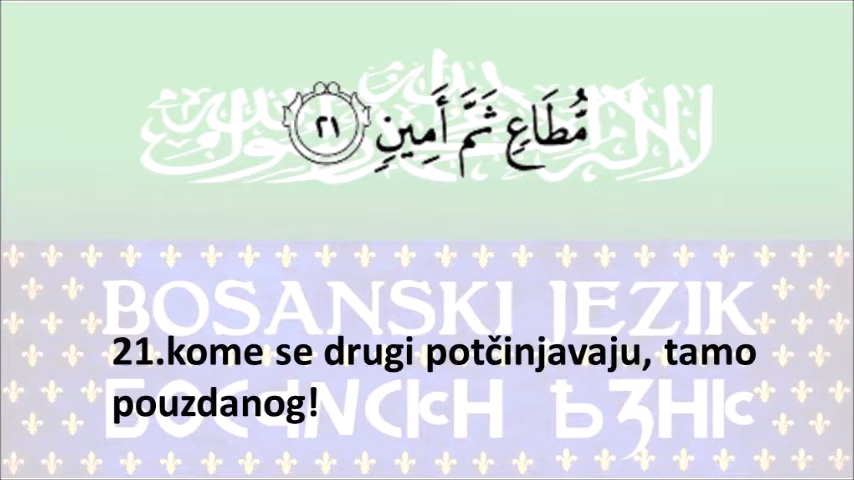 مُّطَاعٍ ثَمَّ أَمِينٍ ٢١
BOSANSKI JEZIK
21.kome se drugi potčinjavaju, tamo
pouzdanog!